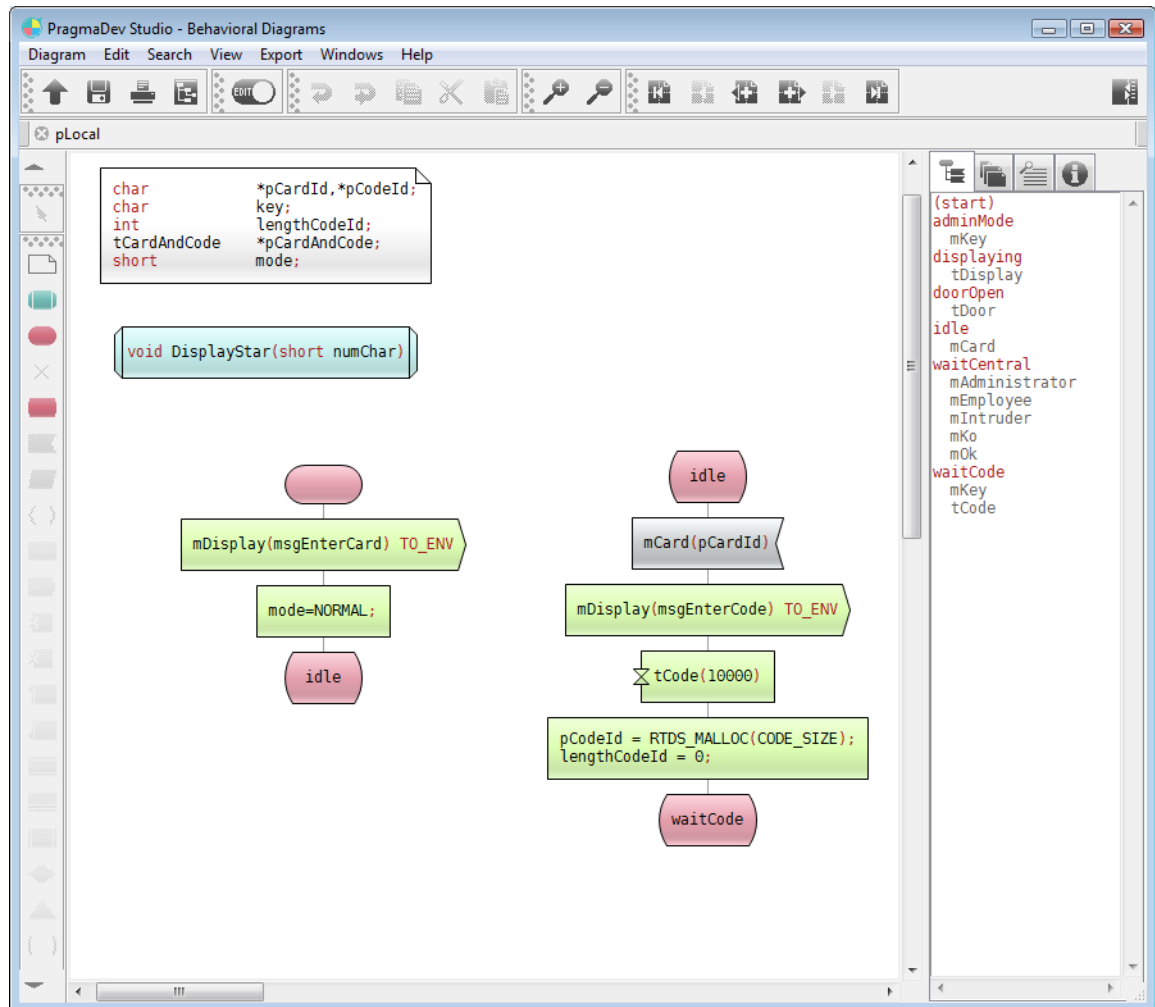 PragmaDev Studio - Behavioral Diagrams
Diagram Edit Search View Export Windows Help
EDIT
pLocal
char *pCardId,*pCodeId;
char key;
int lengthCodeId;
tCardAndCode *pCardAndCode;
short mode;
void DisplayStar(short numChar)
mDisplay(msgEnterCard) TO_ENV
mode=NORMAL;
idle
idle
mCard(pCardId)
mDisplay(msgEnterCode) TO_ENV
tCode(10000)
pCodeId = RTDS_MALLOC(CODE_SIZE);
lengthCodeId = 0;
waitCode
(start)
adminMode
mKey
displaying
tDisplay
doorOpen
tDoor
idle
mCard
waitCentral
mAdministrator
mEmployee
mIntruder
mKo
mOk
waitCode
mKey
tCode